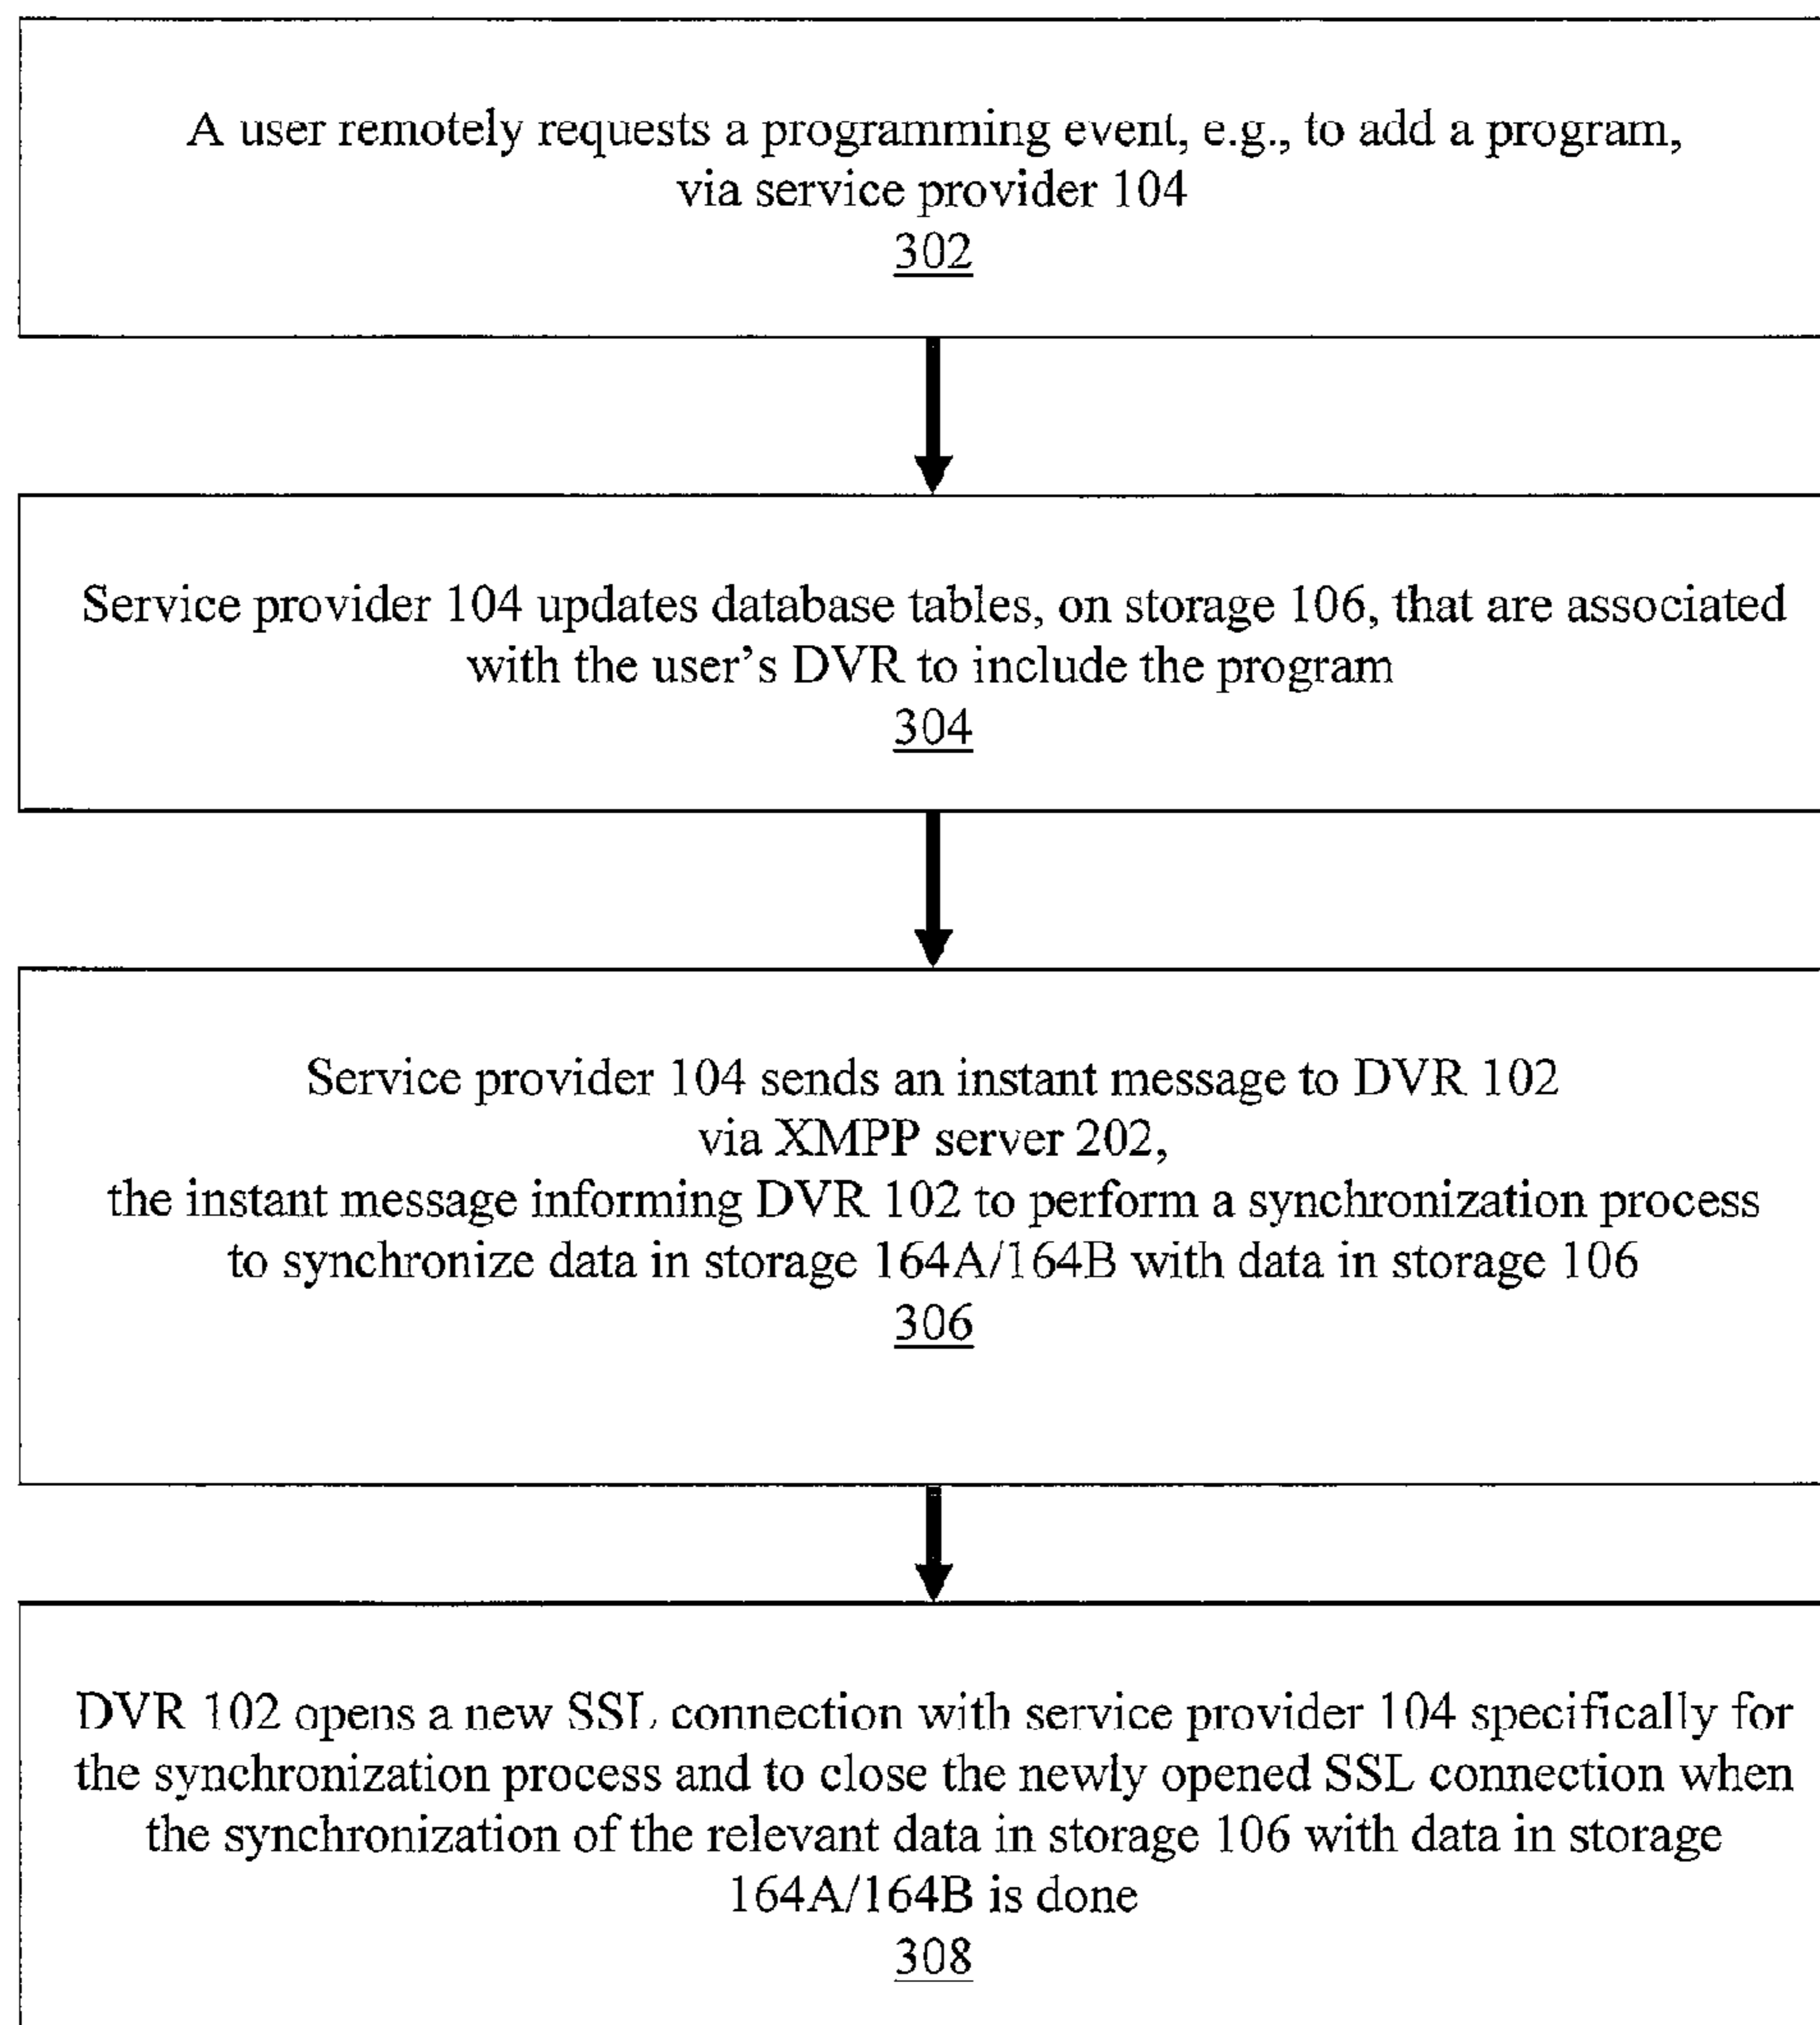 A user remotely requests a programming event, e.g., to add a program,
via service provider 104
302
Service provider 104 updates database tables, on storage 106, that are associated
with the user's DVR to include the program
304
Service provider 104 sends an instant message to DVR 102
via XMPP server 202,
the instant message informing DVR 102 to perform a synchronization process
to synchronize data in storage 164A/164B with data in storage 106
306
DVR 102 opens a new SSL connection with service provider 104 specifically for
the synchronization process and to close the newly opened SSL connection when
the synchronization of the relevant data in storage 106 with data in storage
164A/164B is done
308